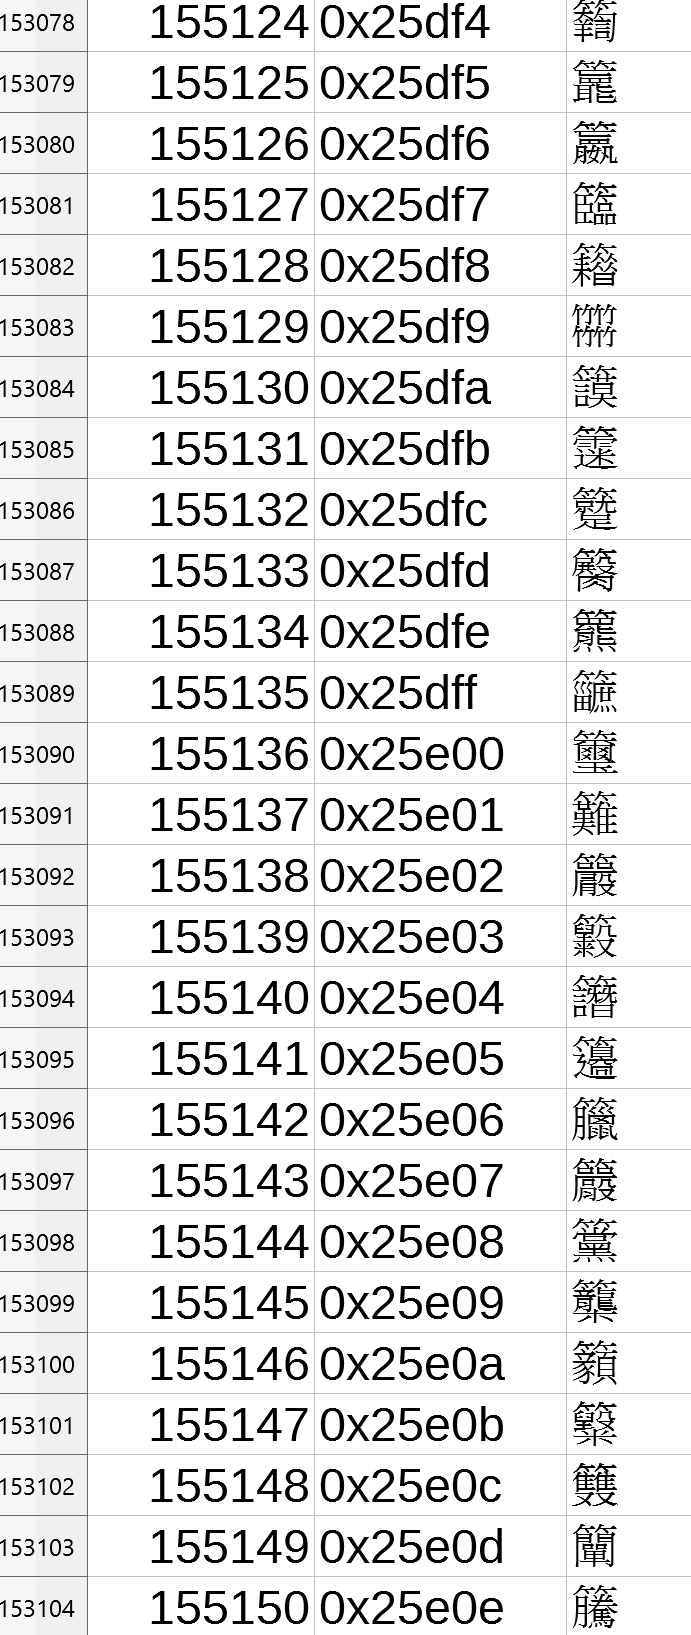 153078 155124 0x25df4 𥷴
153079 155125 0x25df5 𥷵
153080 155126 0x25df6 𥷶
153081 155127 0x25df7 𥷷
153082 155128 0x25df8 𥷸
153083 155129 0x25df9 𥷹
153084 155130 0x25dfa 𥷺
153085 155131 0x25dfb 𥷻
153086 155132 0x25dfc 𥷼
153087 155133 0x25dfd 𥷽
153088 155134 0x25dfe 𥷾
153089 155135 0x25dff 𥷿
153090 155136 0x25e00 𥸀
153091 155137 0x25e01 𥸁
153092 155138 0x25e02 𥸂
153093 155139 0x25e03 𥸃
153094 155140 0x25e04 𥸄
153095 155141 0x25e05 𥸅
153096 155142 0x25e06 𥸆
153097 155143 0x25e07 𥸇
153098 155144 0x25e08 𥸈
153099 155145 0x25e09 𥸉
153100 155146 0x25e0a 𥸊
153101 155147 0x25e0b 𥸋
153102 155148 0x25e0c 𥸌
153103 155149 0x25e0d 𥸍
153104 155150 0x25e0e 𥸎